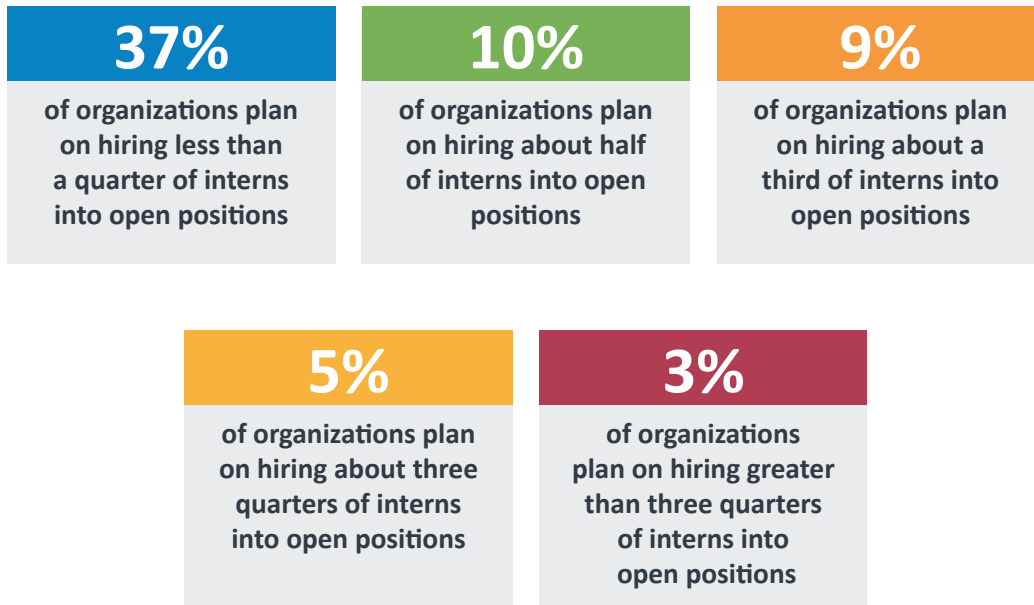 37%
of organizations plan
on hiring less than
a quarter of interns
into open positions
10%
of organizations plan
on hiring about half
of interns into open
positions
9%
of organizations plan
on hiring about a
third of interns into
open positions
5%
of organizations plan
on hiring about three
quarters of interns
into open positions
3%
of organizations
plan on hiring greater
than three quarters
of interns into
open positions